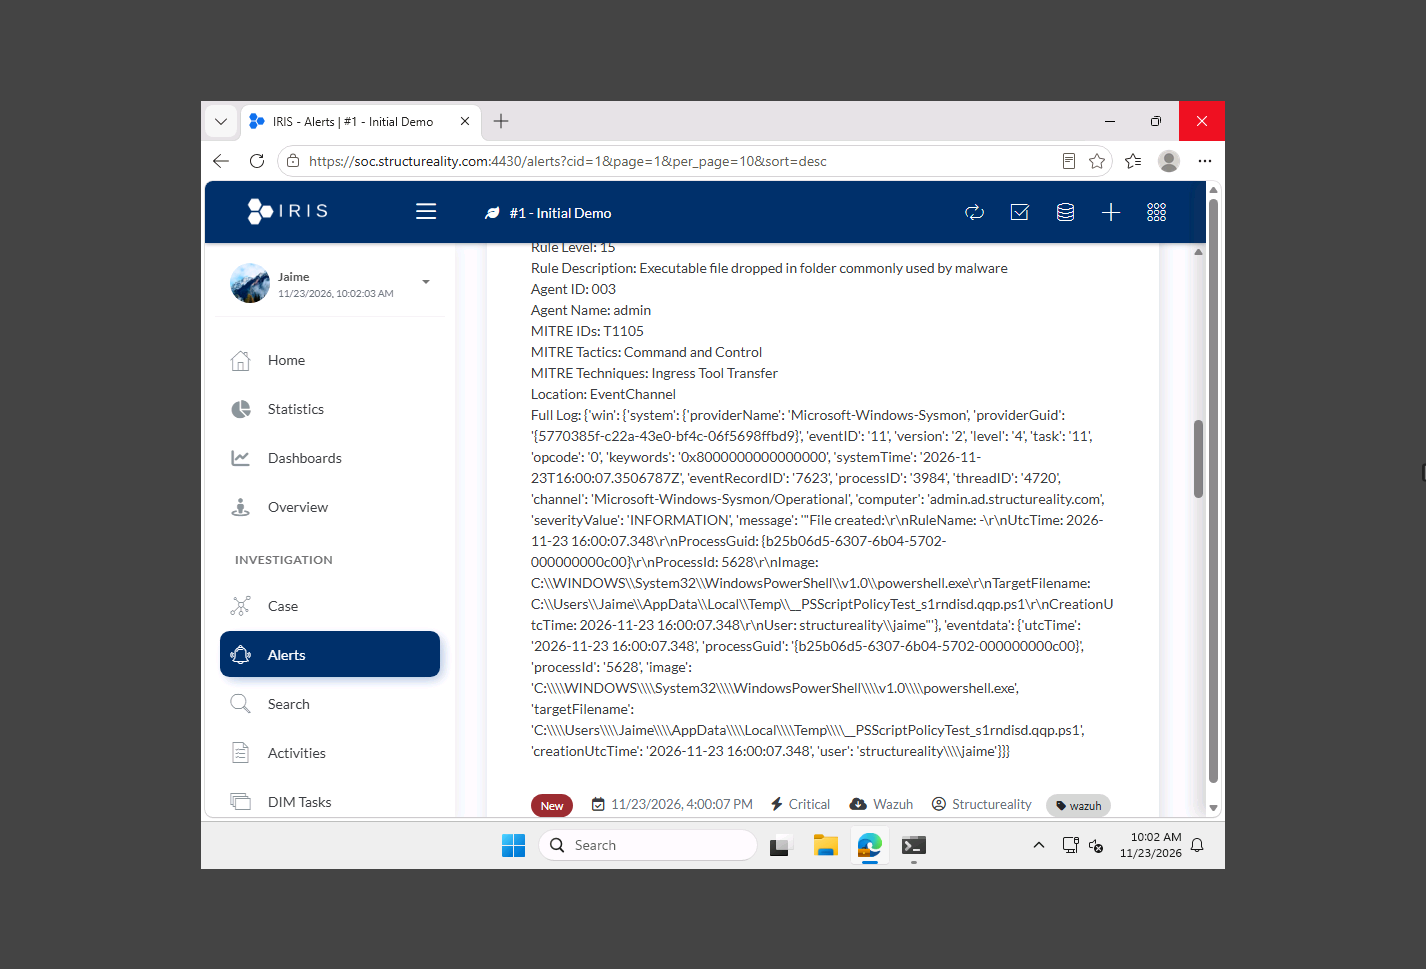 IRIS - Alerts | #1 - Initial Demo
https://soc.structureality.com:4430/alerts?cid=1&page=1&per_page=10&sort=desc
IRIS
#1 - Initial Demo
Jaime
11/23/2026, 10:02:03 AM
Home
Statistics
Dashboards
Overview
INVESTIGATION
Case
Alerts
Search
Activities
DIM Tasks
Rule Level: 15
Rule Description: Executable file dropped in folder commonly used by malware
Agent ID: 003
Agent Name: admin
MITRE IDs: T1105
MITRE Tactics: Command and Control
MITRE Techniques: Ingress Tool Transfer
Location: EventChannel
Full Log: {'win': {'system': {'providerName': 'Microsoft-Windows-Sysmon', 'providerGuid':
'{5770385f-c22a-43e0-bf4c-06f5698ffbd9}', 'eventID': '11', 'version': '2', 'level': '4', 'task': '11',
'opcode': '0', 'keywords': '0x8000000000000000', 'systemTime': '2026-11-
23T16:00:07.3506787Z', 'eventRecordID': '7623', 'processID': '3984', 'threadID': '4720',
'channel': 'Microsoft-Windows-Sysmon/Operational', 'computer': 'admin.ad.structureality.com',
'severityValue': 'INFORMATION', 'message': '"File created:\r\nRuleName: -\r\nUtcTime: 2026-
11-23 16:00:07.348\r\nProcessGuid: {b25b06d5-6307-6b04-5702-
000000000c00}\r\nProcessId: 5628\r\nImage:
C:\\WINDOWS\\System32\\WindowsPowerShell\\v1.0\\powershell.exe\r\nTargetFilename:
C:\\Users\\Jaime\\AppData\\Local\\Temp\\__PSScriptPolicyTest_s1rndisd.qqp.ps1\r\nCreationU
tcTime: 2026-11-23 16:00:07.348\r\nUser: structureality\\jaime"'}, 'eventdata': {'utcTime':
'2026-11-23 16:00:07.348', 'processGuid': '{b25b06d5-6307-6b04-5702-000000000c00}',
'processId': '5628', 'image':
'C:\\\\WINDOWS\\\\System32\\\\WindowsPowerShell\\\\v1.0\\\\powershell.exe',
'targetFilename':
'C:\\\\Users\\\\Jaime\\\\AppData\\\\Local\\\\Temp\\\\__PSScriptPolicyTest_s1rndisd.qqp.ps1',
'creationUtcTime': '2026-11-23 16:00:07.348', 'user': 'structureality\\\\jaime'}}}
New 11/23/2026, 4:00:07 PM Critical Wazuh Structureality wazuh
Search
10:02 AM
11/23/2026